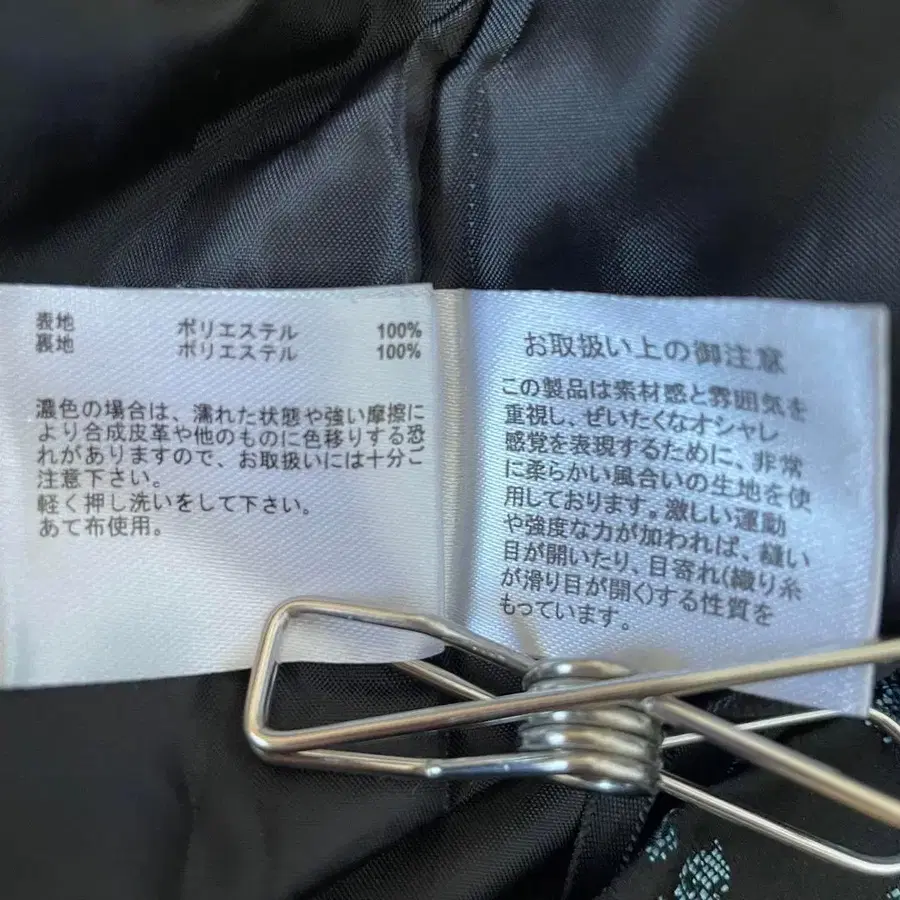 表地 ポリエステル 100%
裏地 ポリエステル 100%
濃色の場合は、濡れた状態や強い摩擦に
より合成皮革や他のものに色移りする恐
れがありますので、お取扱いには十分ご
注意下さい。
軽く押し洗いをして下さい。
あて布使用。
お取扱い上の御注意
この製品は素材感と雰囲気を
重視し、ぜいたくなオシャレ
感覚を表現するために、非常
に柔らかい風合いの生地を使
用しております。激しい運動
や強度な力が加われば、縫い
目が開いたり、目寄れ(織り糸
が滑り目が開く)する性質を
もっています。